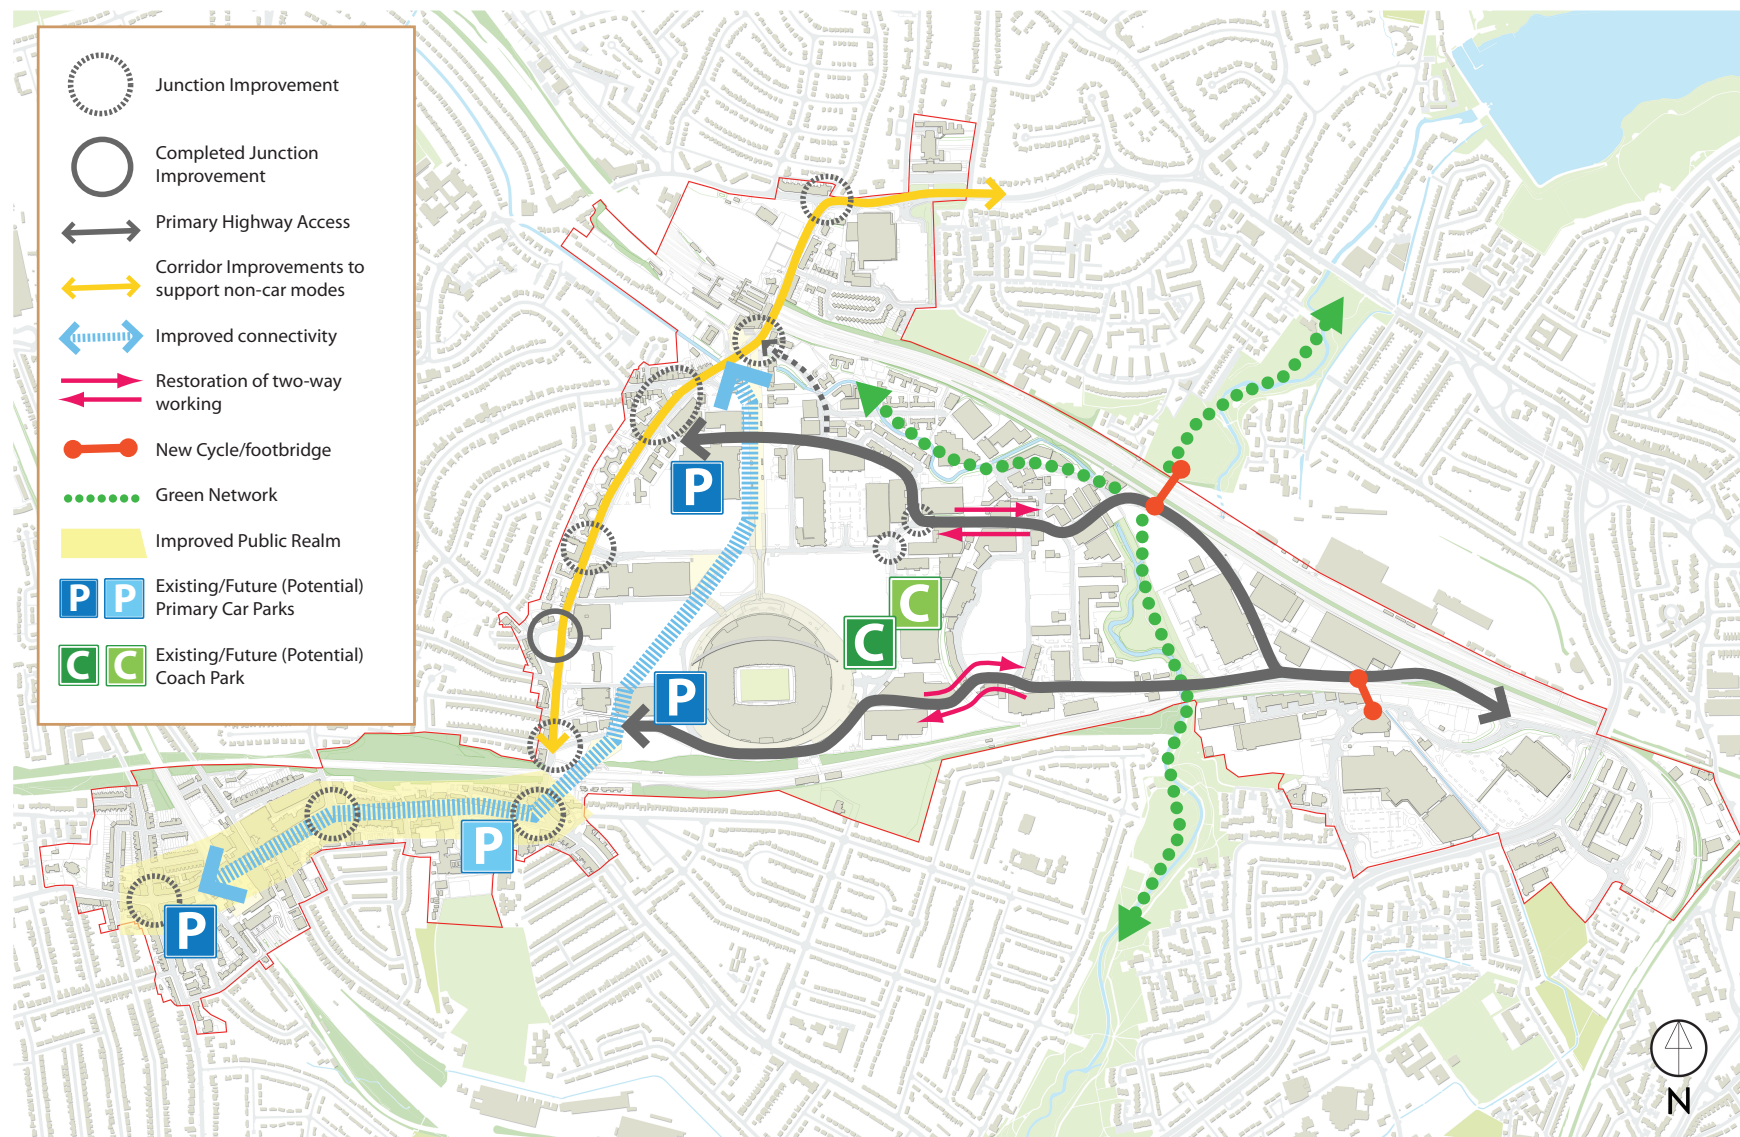 Junction Improvement
Completed Junction
Improvement
Primary Highway Access
Corridor Improvements to
support non-car modes
Improved connectivity
Restoration of two-way
working
New Cycle/footbridge
Green Network
Improved Public Realm
P P Existing/Future (Potential)
Primary Car Parks
C C Existing/Future (Potential)
Coach Park
P
C
C
P
P
P
N